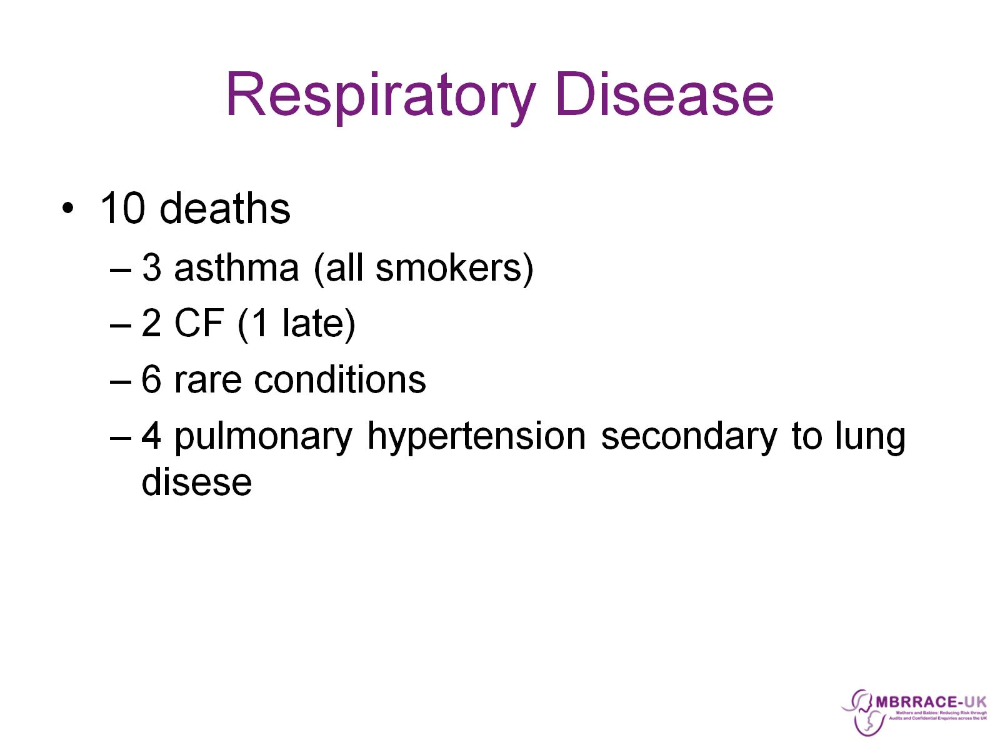 Respiratory Disease
• 10 deaths
– 3 asthma (all smokers)
– 2 CF (1 late)
– 6 rare conditions
– 4 pulmonary hypertension secondary to lung
disese
MBRRACE-UK
Mothers and Babies: Reducing Risk through
Audits and Confidential Enquiries across the UK